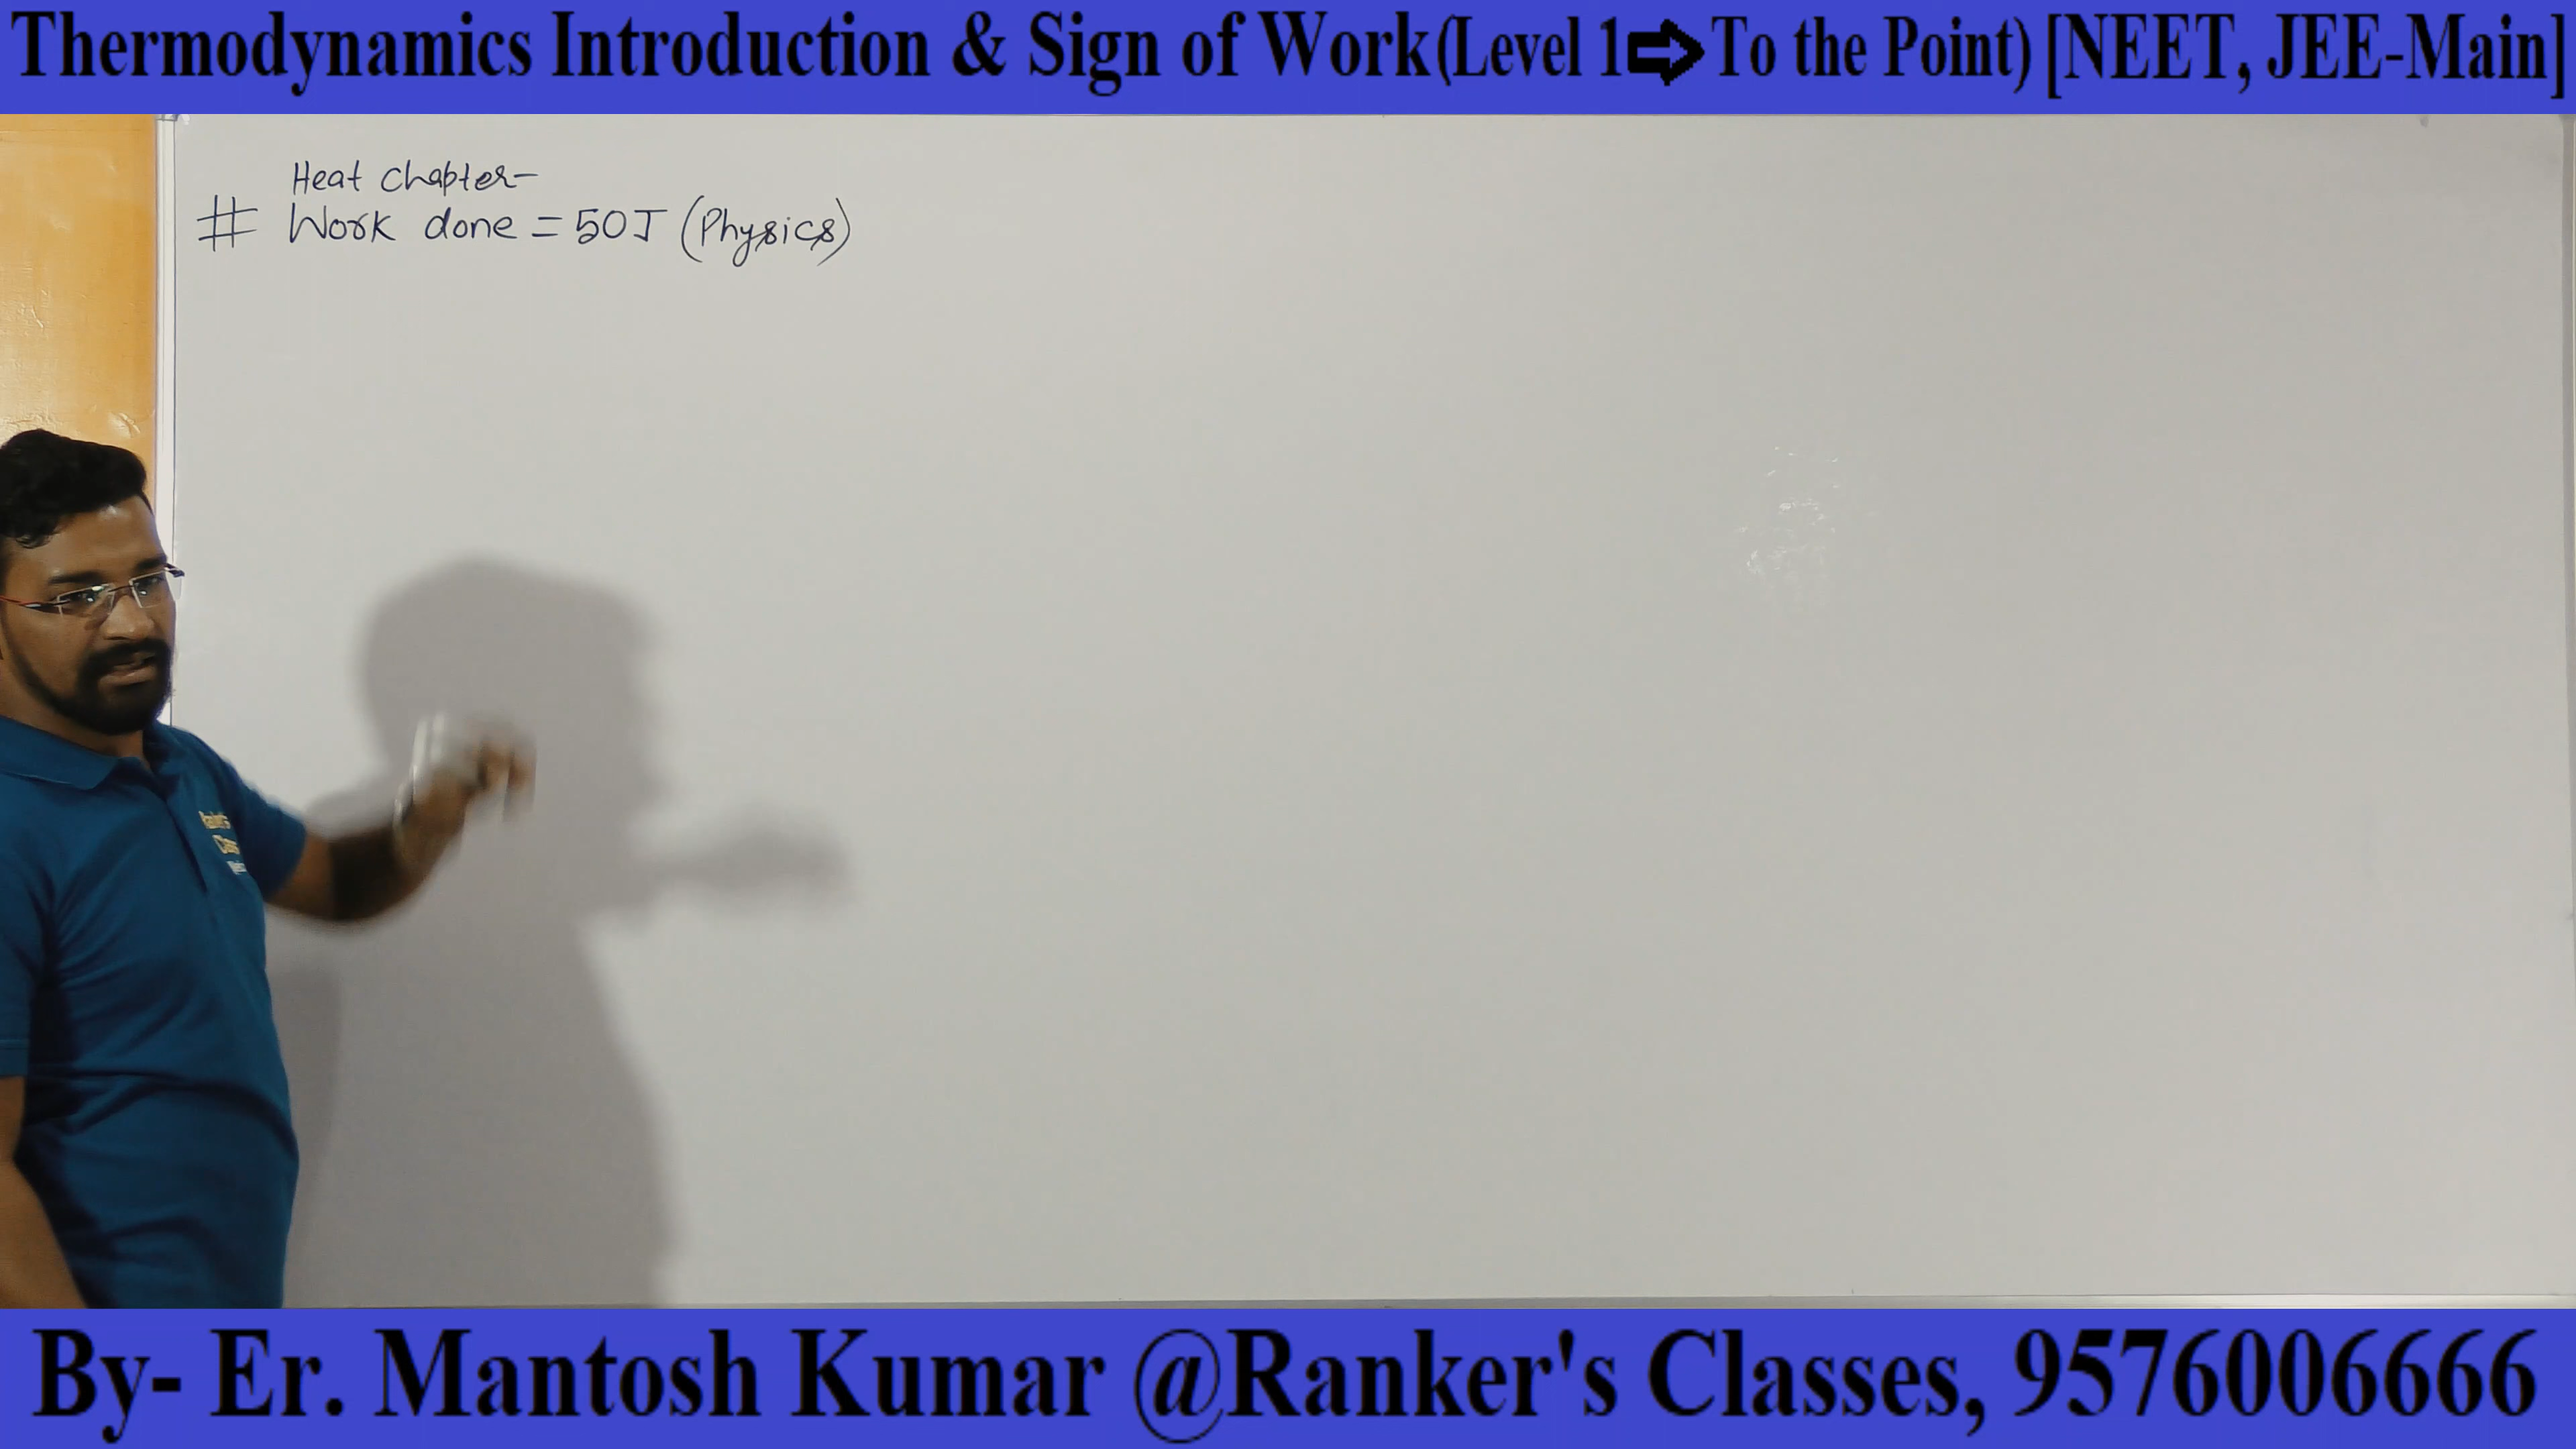 Thermodynamics Introduction & Sign of Work(Level 1⇨To the Point) [NEET, JEE-Main]
Heat chapter-
# Work done = 50J (Physics)
By- Er. Mantosh Kumar @Ranker's Classes, 9576006666